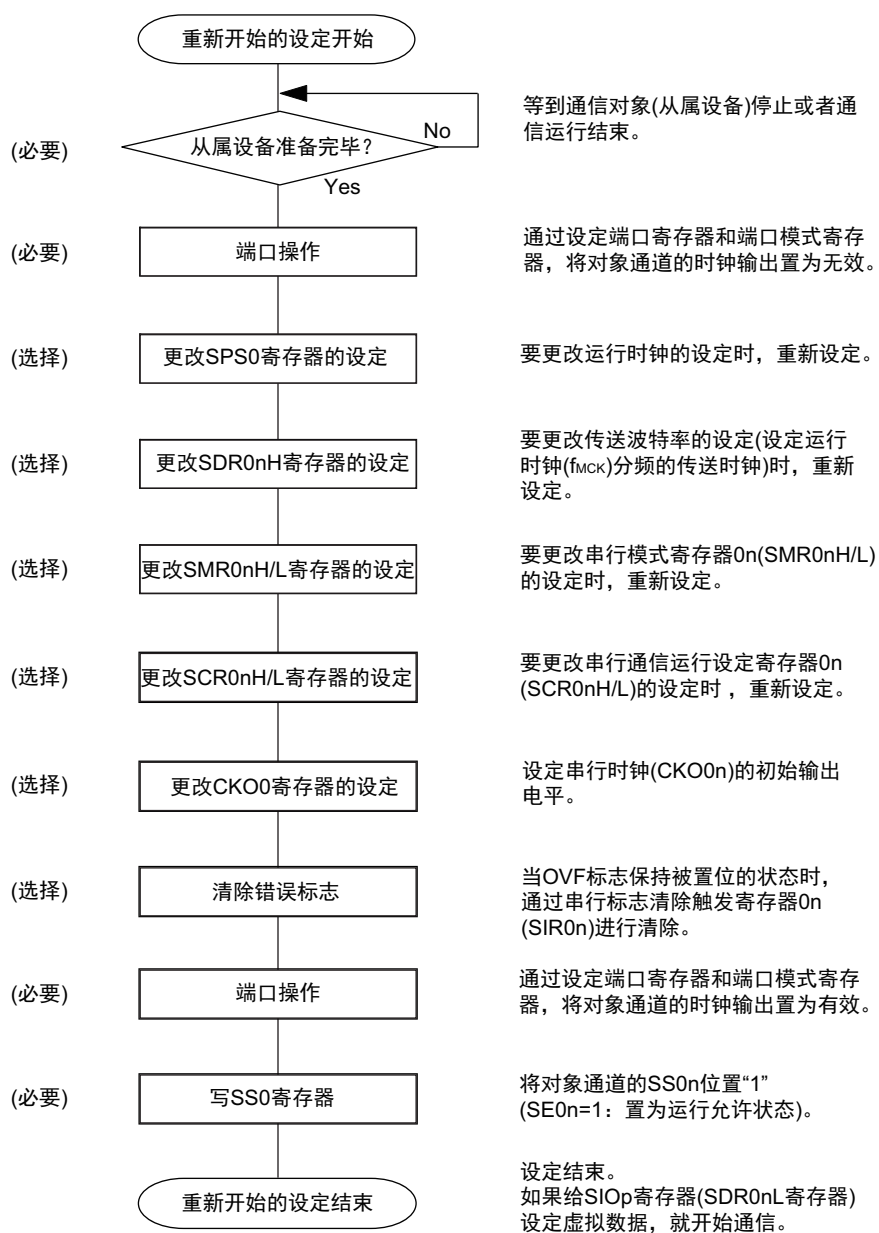 重新开始的设定开始
等到通信对象(从属设备)停止或者通
信运行结束。
(必要)
从属设备准备完毕？
No
Yes
(必要)
端口操作
通过设定端口寄存器和端口模式寄存
器，将对象通道的时钟输出置为无效。
(选择)
更改SPS0寄存器的设定
要更改运行时钟的设定时，重新设定。
(选择)
更改SDR0nH寄存器的设定
要更改传送波特率的设定(设定运行
时钟(fMCK)分频的传送时钟)时，重新
设定。
(选择)
更改SMR0nH/L寄存器的设定
要更改串行模式寄存器0n(SMR0nH/L)
的设定时，重新设定。
(选择)
更改SCR0nH/L寄存器的设定
要更改串行通信运行设定寄存器0n
(SCR0nH/L)的设定时，重新设定。
(选择)
更改CKO0寄存器的设定
设定串行时钟(CKO0n)的初始输出
电平。
(选择)
清除错误标志
当OVF标志保持被置位的状态时，
通过串行标志清除触发寄存器0n
(SIR0n)进行清除。
(必要)
端口操作
通过设定端口寄存器和端口模式寄存
器，将对象通道的时钟输出置为有效。
(必要)
写SS0寄存器
将对象通道的SS0n位置“1”
(SE0n=1：置为运行允许状态)。
重新开始的设定结束
设定结束。
如果给SIOp寄存器(SDR0nL寄存器)
设定虚拟数据，就开始通信。